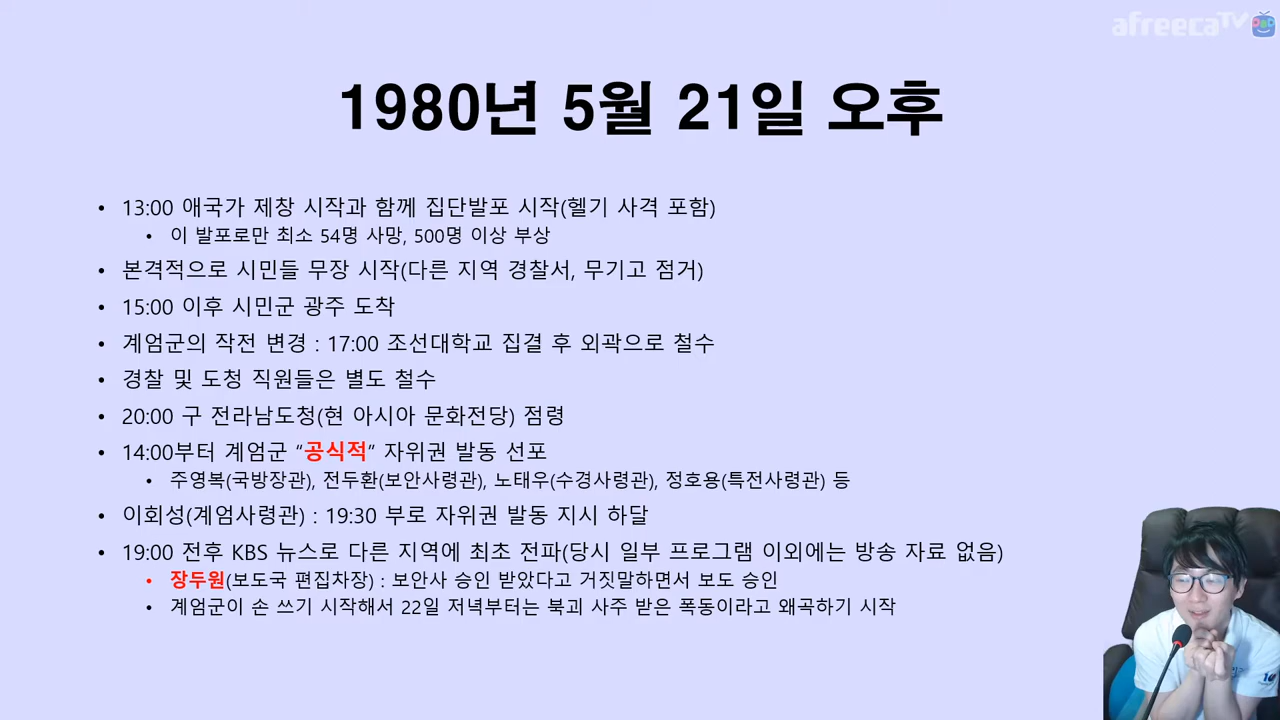 afreecaTV
1980년 5월 21일 오후
• 13:00 애국가 제창 시작과 함께 집단발포 시작(헬기 사격 포함)
• 이 발포로만 최소 54명 사망, 500명 이상 부상
• 본격적으로 시민들 무장 시작(다른 지역 경찰서, 무기고 점거)
• 15:00 이후 시민군 광주 도착
• 계엄군의 작전 변경 : 17:00 조선대학교 집결 후 외곽으로 철수
• 경찰 및 도청 직원들은 별도 철수
• 20:00 구 전라남도청(현 아시아 문화전당) 점령
• 14:00부터 계엄군 “공식적” 자위권 발동 선포
• 주영복(국방장관), 전두환(보안사령관), 노태우(수경사령관), 정호용(특전사령관) 등
• 이회성(계엄사령관) : 19:30 부로 자위권 발동 지시 하달
• 19:00 전후 KBS 뉴스로 다른 지역에 최초 전파(당시 일부 프로그램 이외에는 방송 자료 없음)
• 장두원(보도국 편집차장) : 보안사 승인 받았다고 거짓말하면서 보도 승인
• 계엄군이 손 쓰기 시작해서 22일 저녁부터는 북괴 사주 받은 폭동이라고 왜곡하기 시작